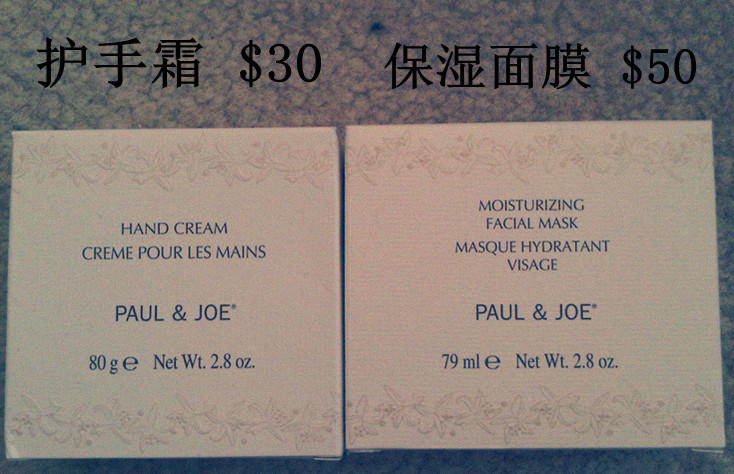 护手霜 $30
保湿面膜 $50
HAND CREAM
CREME POUR LES MAINS
PAUL & JOE®
80 g ℮ Net Wt. 2.8 oz.
MOISTURIZING
FACIAL MASK
MASQUE HYDRATANT
VISAGE
PAUL & JOE®
79 ml ℮ Net Wt. 2.8 oz.